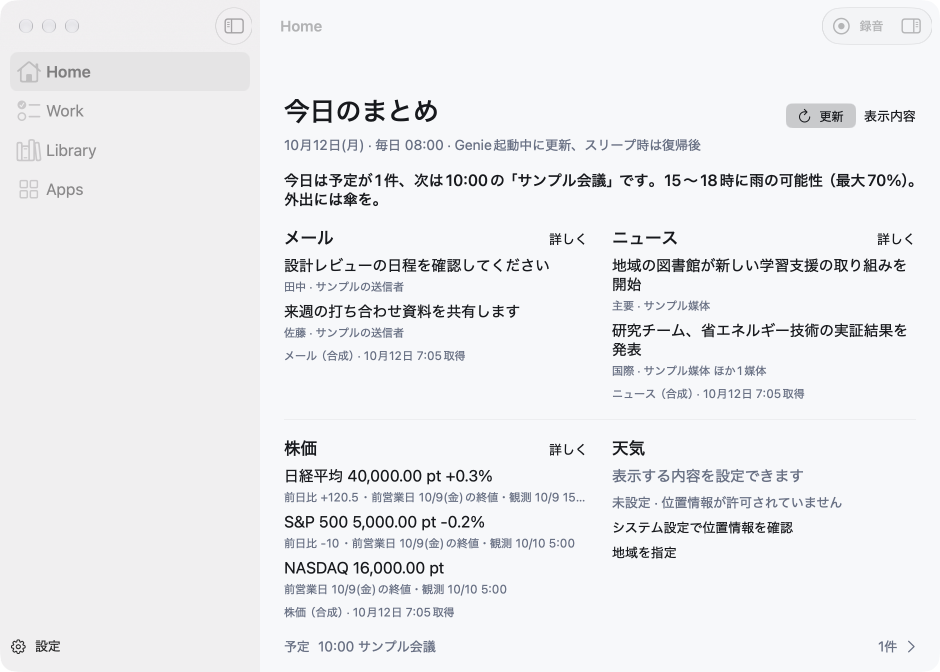 Home
録音
Home
Work
Library
Apps
設定
今日のまとめ
更新
表示内容
10月12日(月) · 毎日 08:00 · Genie起動中に更新、スリープ時は復帰後
今日は予定が1件、次は10:00の「サンプル会議」です。15〜18時に雨の可能性（最大70%）。
外出には傘を。
メール
詳しく
設計レビューの日程を確認してください
田中 · サンプルの送信者
来週の打ち合わせ資料を共有します
佐藤 · サンプルの送信者
メール（合成） · 10月12日 7:05取得
ニュース
詳しく
地域の図書館が新しい学習支援の取り組みを
開始
主要 · サンプル媒体
研究チーム、省エネルギー技術の実証結果を
発表
国際 · サンプル媒体 ほか1媒体
ニュース（合成） · 10月12日 7:05取得
株価
詳しく
日経平均 40,000.00 pt +0.3%
前日比 +120.5・前営業日 10/9(金)の終値・観測 10/9 15...
S&P 500 5,000.00 pt -0.2%
前日比 -10・前営業日 10/9(金)の終値・観測 10/10 5:00
NASDAQ 16,000.00 pt
前営業日 10/9(金)の終値・観測 10/10 5:00
株価（合成） · 10月12日 7:05取得
天気
表示する内容を設定できます
未設定 · 位置情報が許可されていません
システム設定で位置情報を確認
地域を指定
予定 10:00 サンプル会議
1件